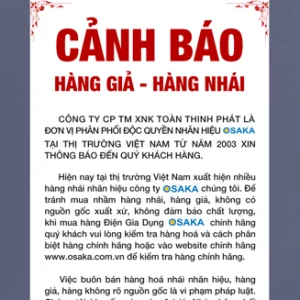 CẢNH BÁO
HÀNG GIẢ - HÀNG NHÁI
CÔNG TY CP TM XNK TOÀN THINH PHÁT LÀ
ĐƠN VỊ PHÂN PHỐI ĐỘC QUYỀN NHÃN HIỆU OSAKA
TẠI THỊ TRƯỜNG VIỆT NAM TỪ NĂM 2003 XIN
THÔNG BÁO ĐẾN QUÝ KHÁCH HÀNG.
Hiện nay tại thị trường Việt Nam xuất hiện nhiều
hàng nhái nhãn hiệu công ty OSAKA chúng tôi. Để
tránh mua nhầm hàng nhái, hàng giả, không có
nguồn gốc xuất xứ, không đảm bảo chất lượng,
khi mua hàng Điện Gia Dụng OSAKA chính hãng
quý khách vui lòng kiểm tra hàng hoá và cách phân
biệt hàng chính hãng hoặc vào website chính hãng
www.osaka.com.vn để kiểm tra hàng chính hãng.
Việc buôn bán hàng hoá nhái nhãn hiệu, hàng
giả, hàng không rõ nguồn gốc là vi phạm pháp luật.